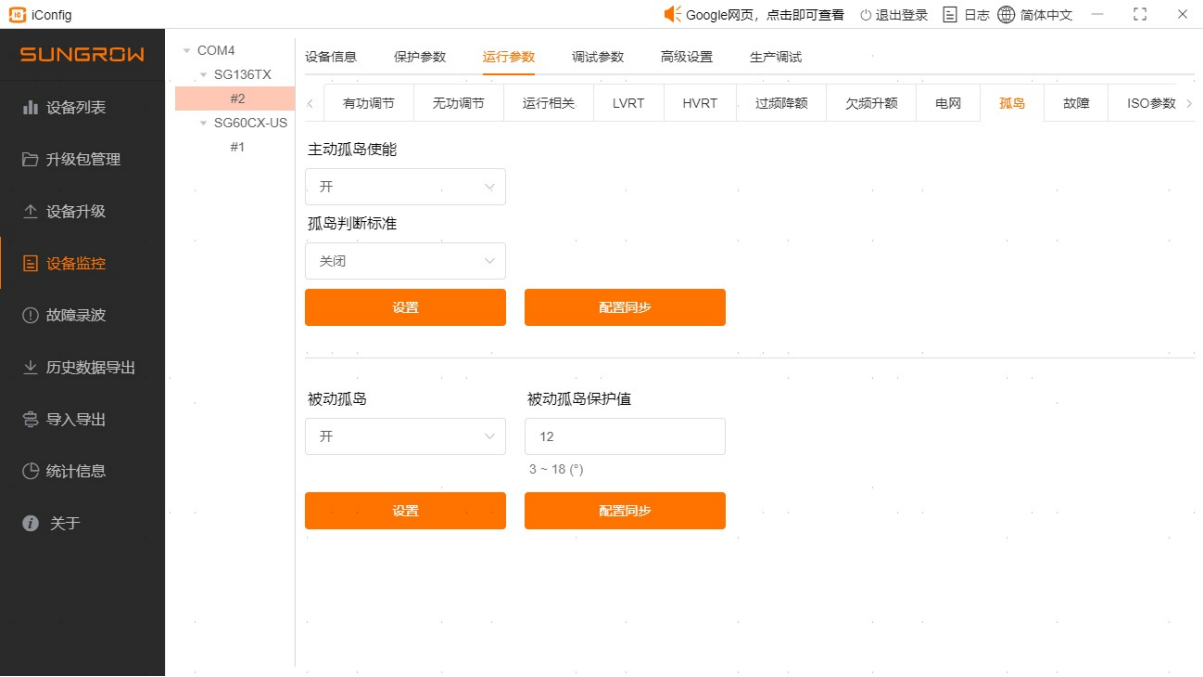 iConfig
Google网页，点击即可查看 退出登录 日志 简体中文
SUNGROW
设备列表
升级包管理
设备升级
设备监控
故障录波
历史数据导出
导入导出
统计信息
关于
COM4
SG136TX
#2
SG60CX-US
#1
设备信息 保护参数 运行参数 调试参数 高级设置 生产调试
有功调节 无功调节 运行相关 LVRT HVRT 过频降额 欠频升额 电网 孤岛 故障 ISO参数
主动孤岛使能
开
孤岛判断标准
关闭
设置 配置同步
被动孤岛 被动孤岛保护值
开 12
3 ~ 18 (°)
设置 配置同步